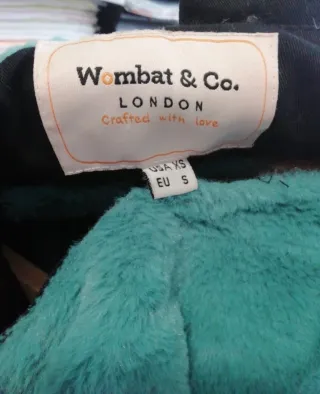 Wombat & Co.
LONDON
Crafted with love
USA XS
EU S